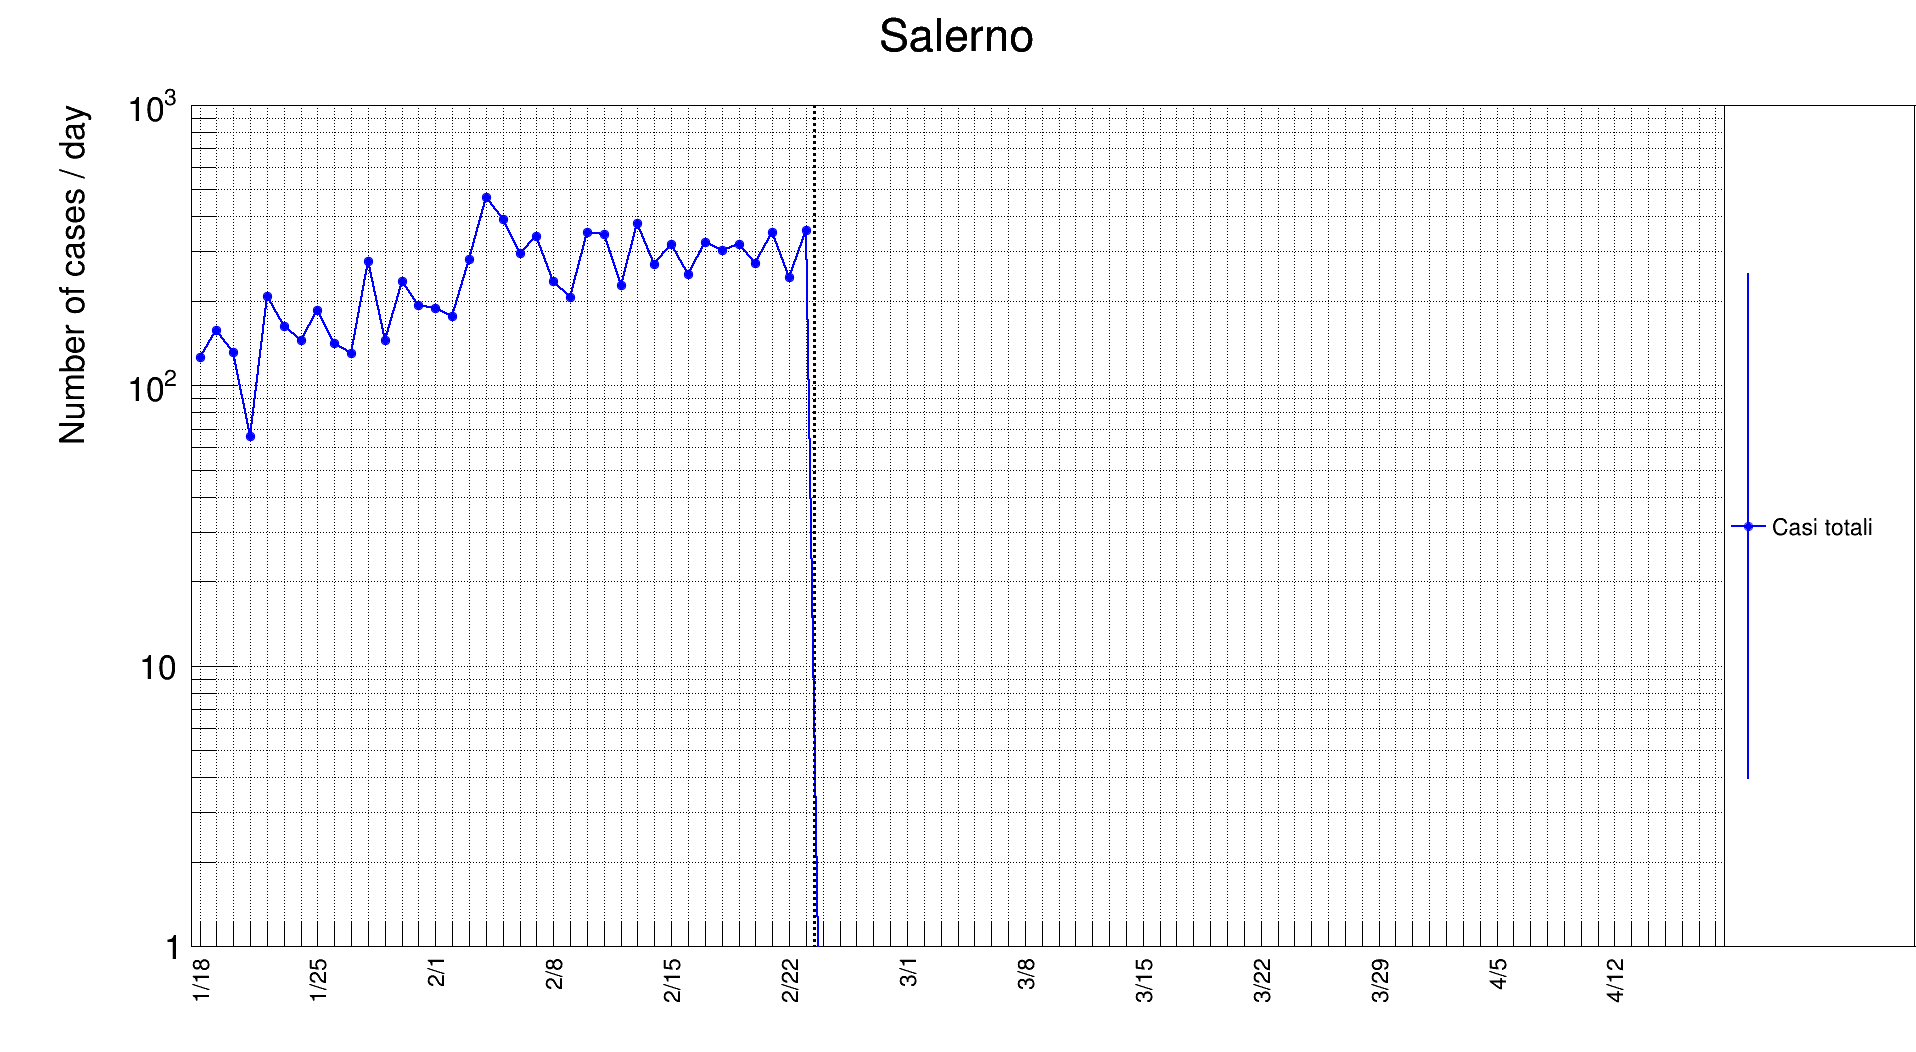 Salerno
Number of cases / day
10³
10²
10
1
1/18 1/25 2/1 2/8 2/15 2/22 3/1 3/8 3/15 3/22 3/29 4/5 4/12
Casi totali